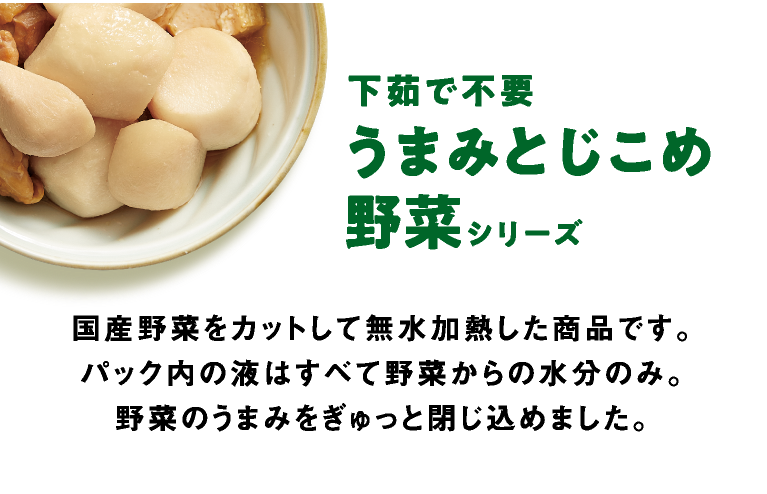 下茹で不要
うまみとじこめ
野菜シリーズ
国産野菜をカットして無水加熱した商品です。
パック内の液はすべて野菜からの水分のみ。
野菜のうまみをぎゅっと閉じ込めました。